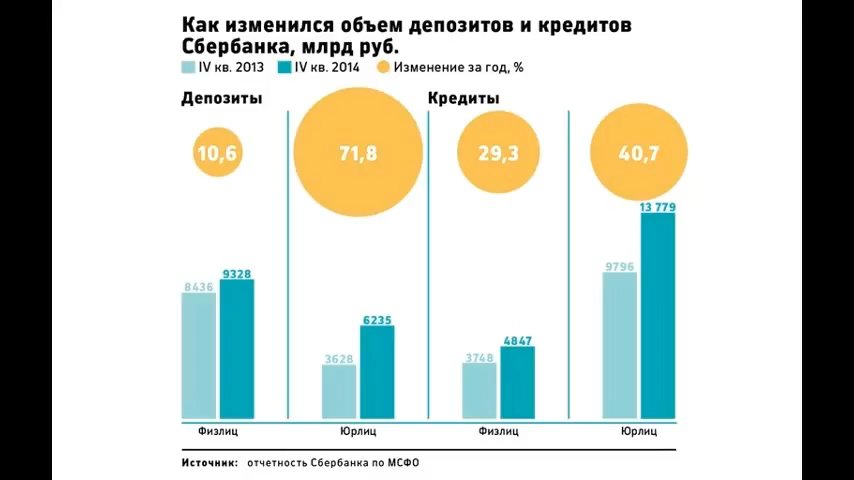 Как изменился объем депозитов и кредитов
Сбербанка, млрд руб.
IV кв. 2013 IV кв. 2014 Изменение за год, %
Депозиты Кредиты
10,6 71,8 29,3 40,7
13 779
8436 9328 9796
3628 6235 3748 4847
Физлиц Юрлиц Физлиц Юрлиц
Источник: отчетность Сбербанка по МСФО